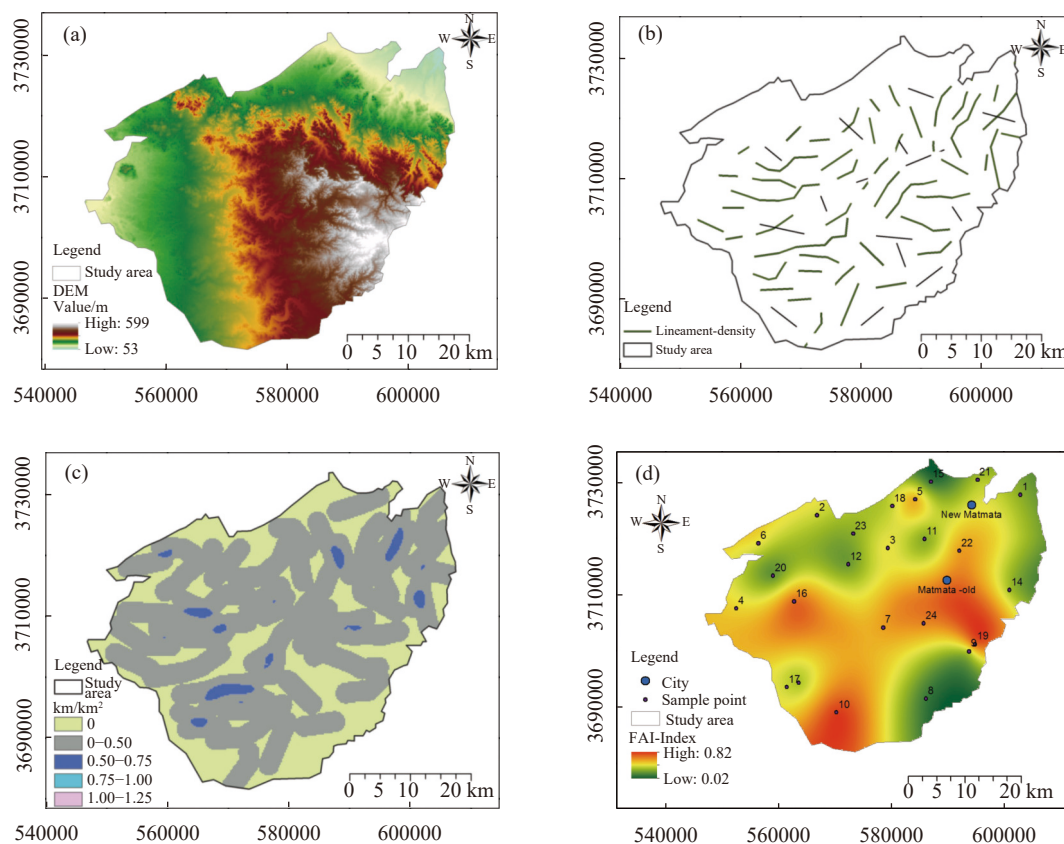 (a)
N
W E
S
3730000
3710000
3690000
Legend
Study area
DEM
Value/m
High: 599
Low: 53
0 5 10 20 km
540000 560000 580000 600000
(b)
N
W E
S
3730000
3710000
3690000
Legend
Lineament-density
Study area
0 5 10 20 km
540000 560000 580000 600000
(c)
N
W E
S
3730000
3710000
3690000
Legend
Study
area
km/km²
0
0−0.50
0.50−0.75
0.75−1.00
1.00−1.25
0 5 10 20 km
540000 560000 580000 600000
(d)
N
W E
S
3730000
3710000
3690000
15
21
1
5
18
New Matmata
2
23
11
6
3
22
12
20
Matmata -old
14
4
16
24
7
19
9
17
8
10
Legend
City
Sample point
Study area
FAI-Index
High: 0.82
Low: 0.02
0 5 10 20 km
540000 560000 580000 600000